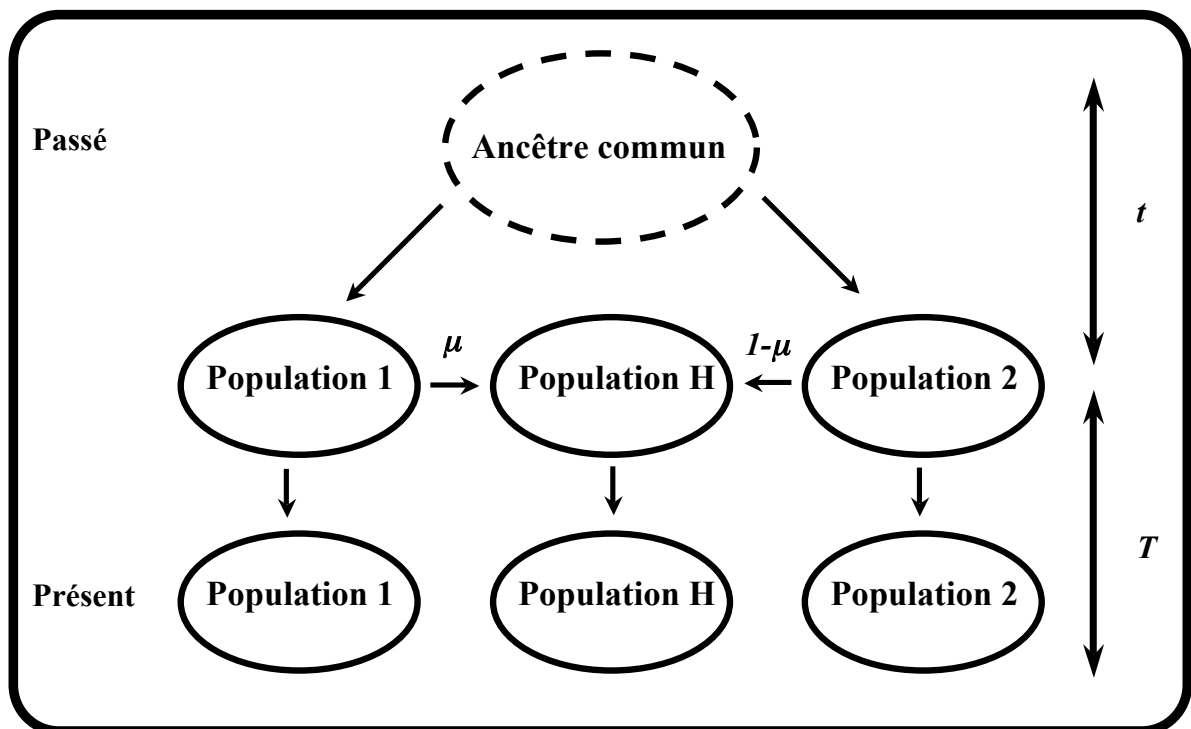 Passé
Ancêtre commun
t
μ
1-μ
Population 1
Population H
Population 2
T
Présent
Population 1
Population H
Population 2